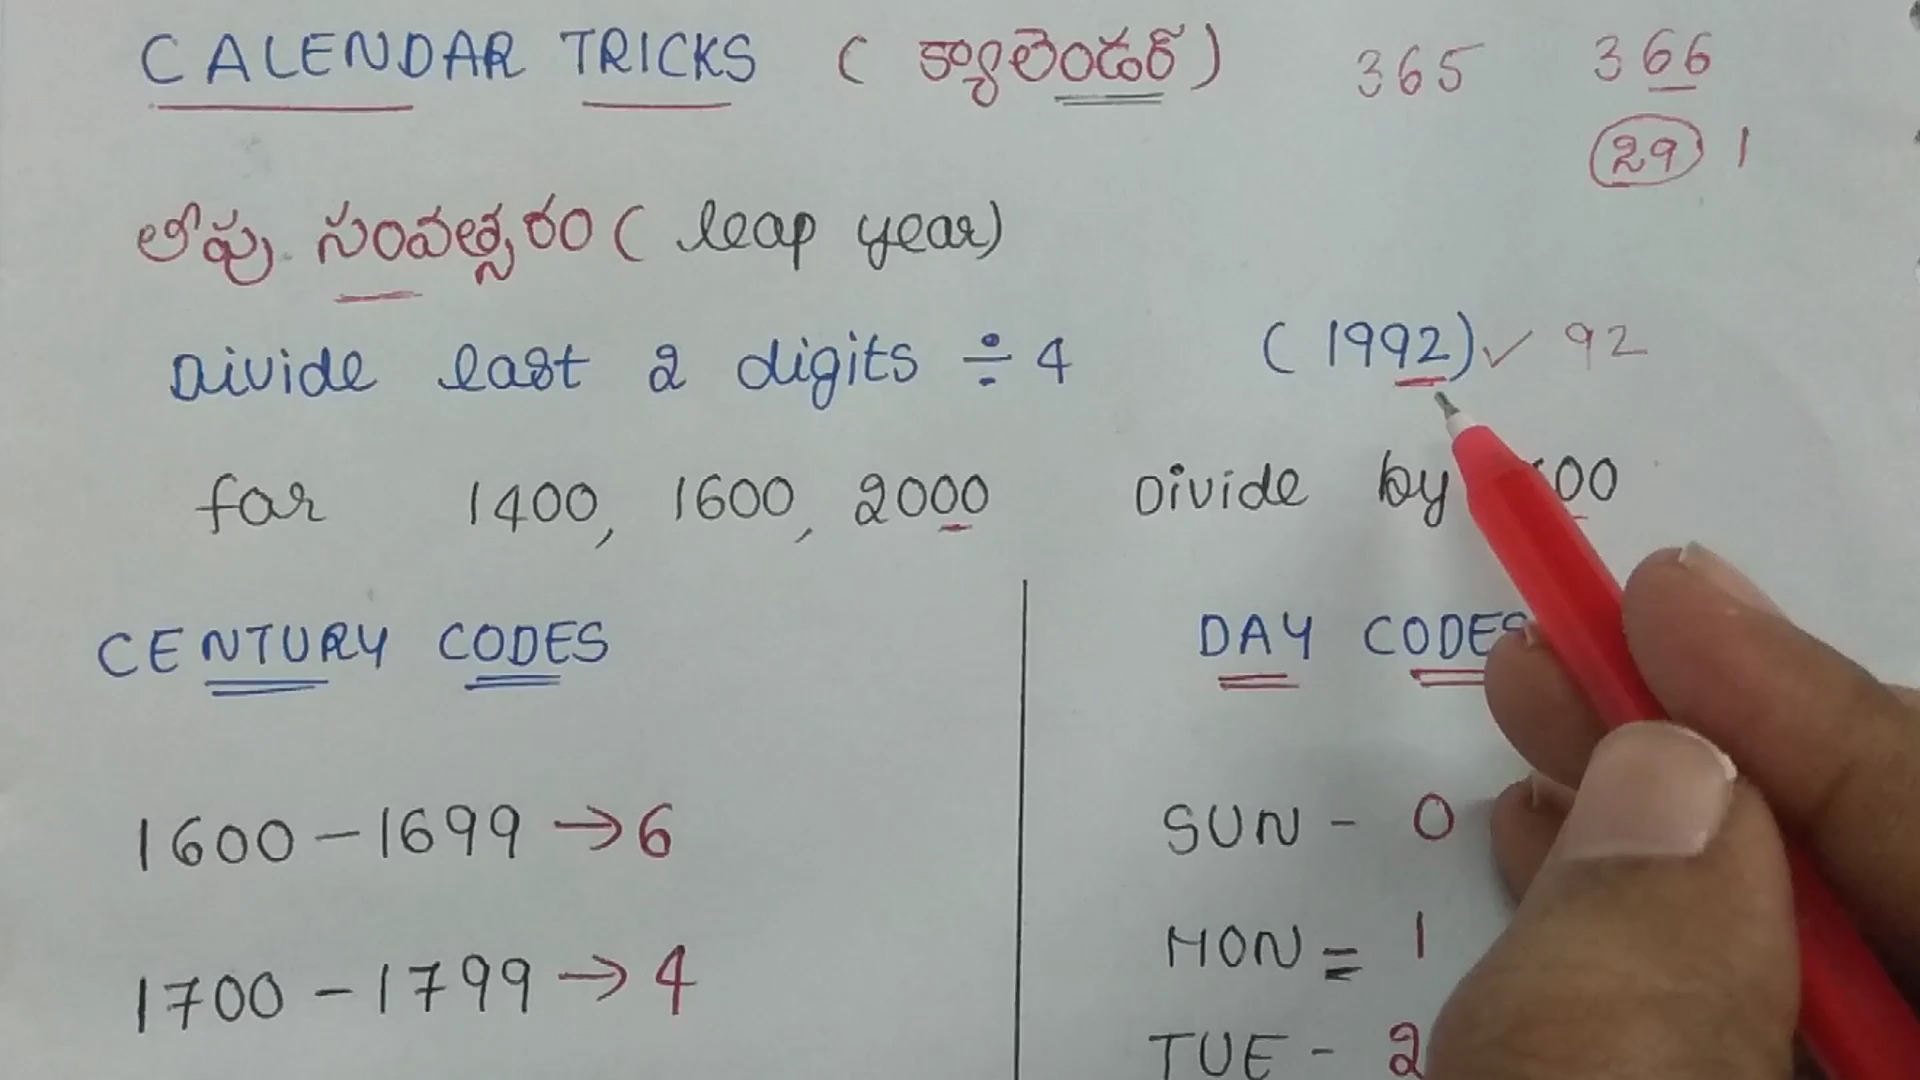 CALENDAR TRICKS (క్యాలెండర్) 365 366
29 1
లీపు సంవత్సరం (leap year)
Divide last 2 digits ÷ 4 (1992) ✓ 92
for 1400, 1600, 2000 Divide by 00
CENTURY CODES
DAY CODES
1600 - 1699 → 6
SUN - 0
MON = 1
1700 - 1799 → 4
TUE - 2